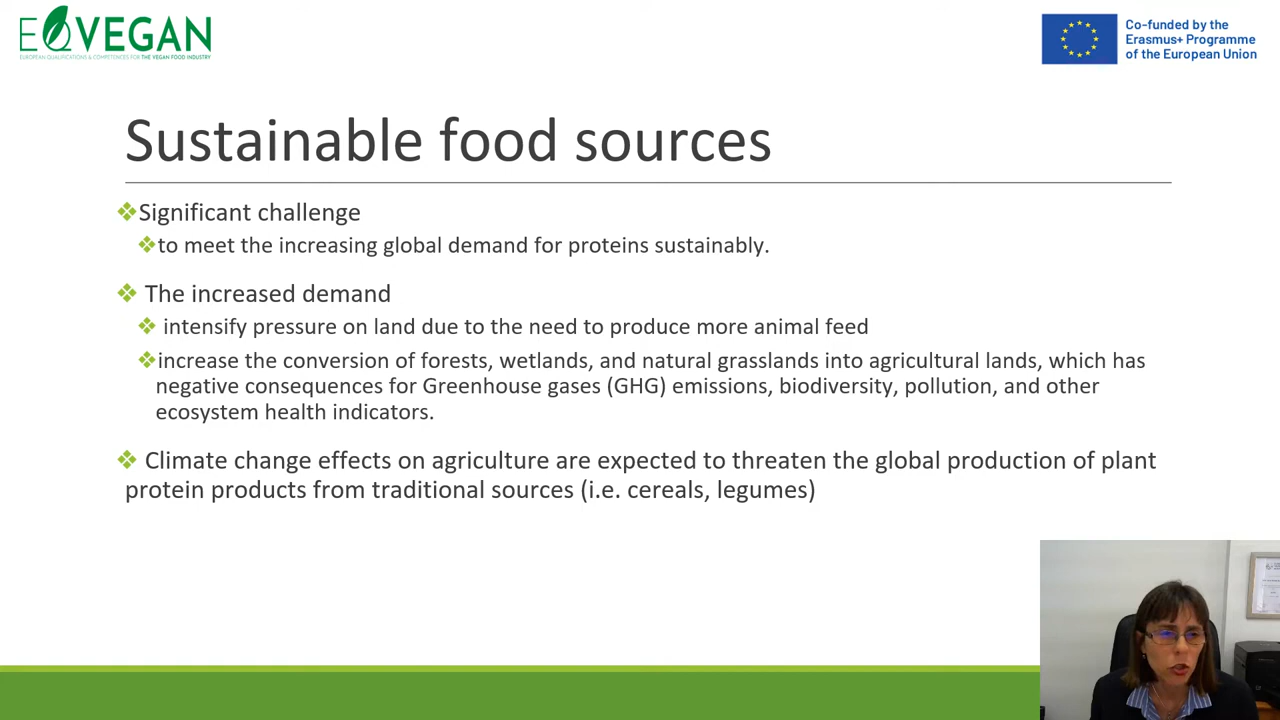 EQVEGAN
EUROPEAN QUALIFICATIONS & COMPETENCES FOR THE VEGAN FOOD INDUSTRY
Co-funded by the
Erasmus+ Programme
of the European Union
Sustainable food sources
❖Significant challenge
❖to meet the increasing global demand for proteins sustainably.
❖ The increased demand
❖ intensify pressure on land due to the need to produce more animal feed
❖increase the conversion of forests, wetlands, and natural grasslands into agricultural lands, which has
negative consequences for Greenhouse gases (GHG) emissions, biodiversity, pollution, and other
ecosystem health indicators.
❖ Climate change effects on agriculture are expected to threaten the global production of plant
protein products from traditional sources (i.e. cereals, legumes)